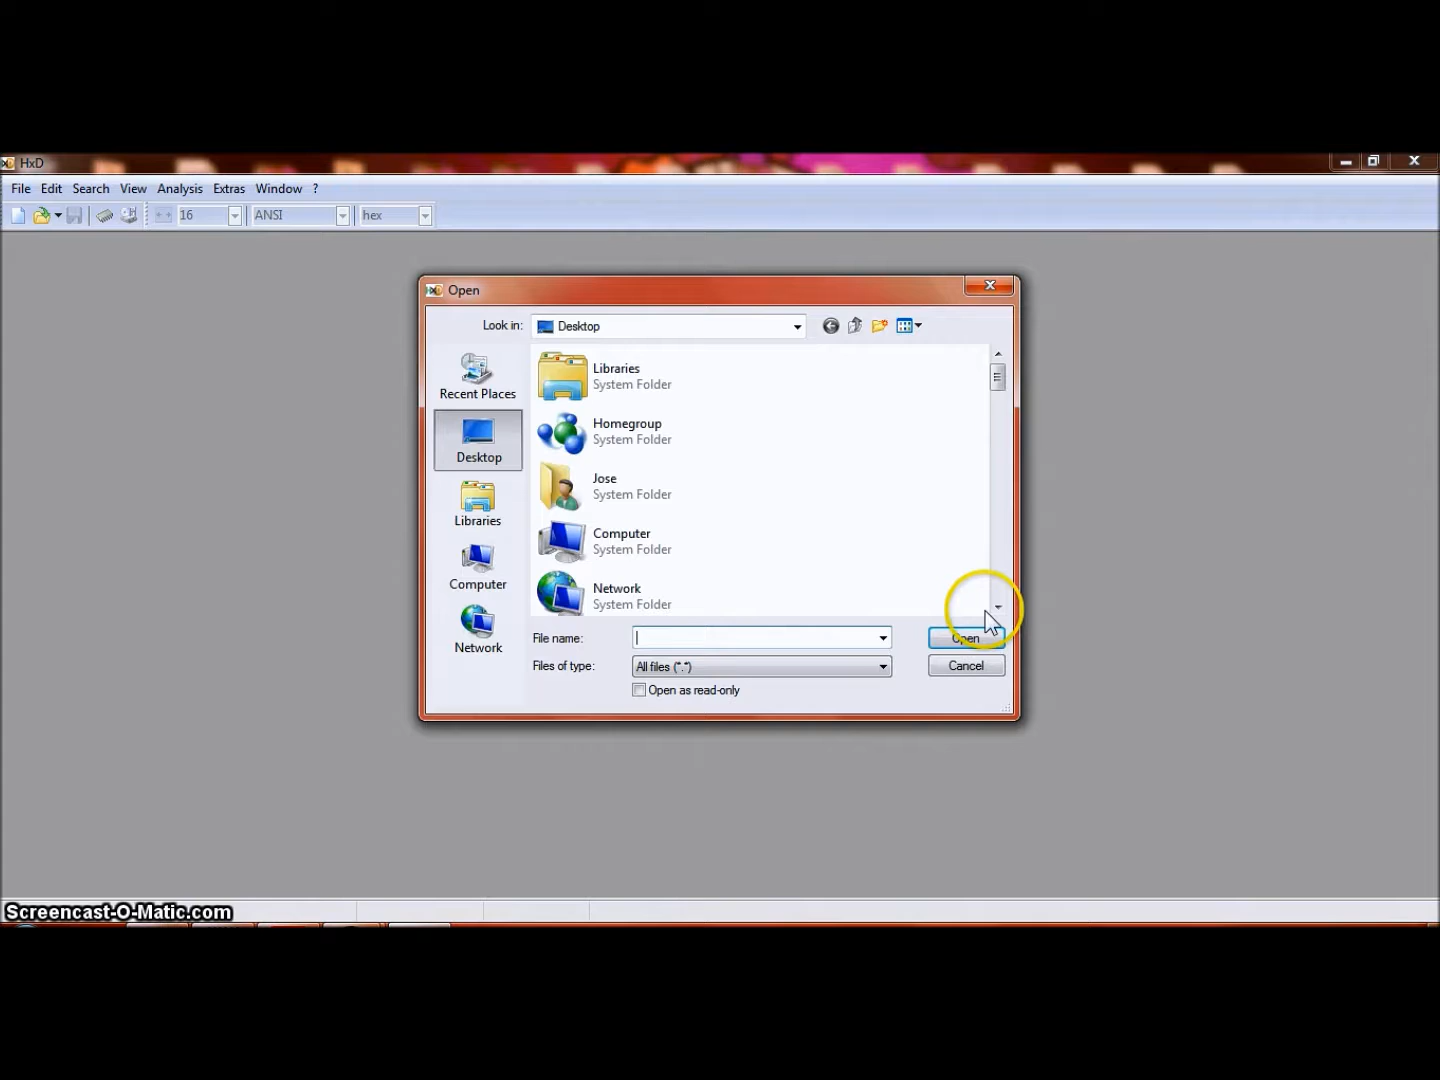 HxD
File Edit Search View Analysis Extras Window ?
16 ANSI hex
Open
Look in: Desktop
Recent Places
Desktop
Libraries
Computer
Network
Libraries
System Folder
Homegroup
System Folder
Jose
System Folder
Computer
System Folder
Network
System Folder
File name: Open
Files of type: All files (*.*) Cancel
Open as read-only
Screencast-O-Matic.com